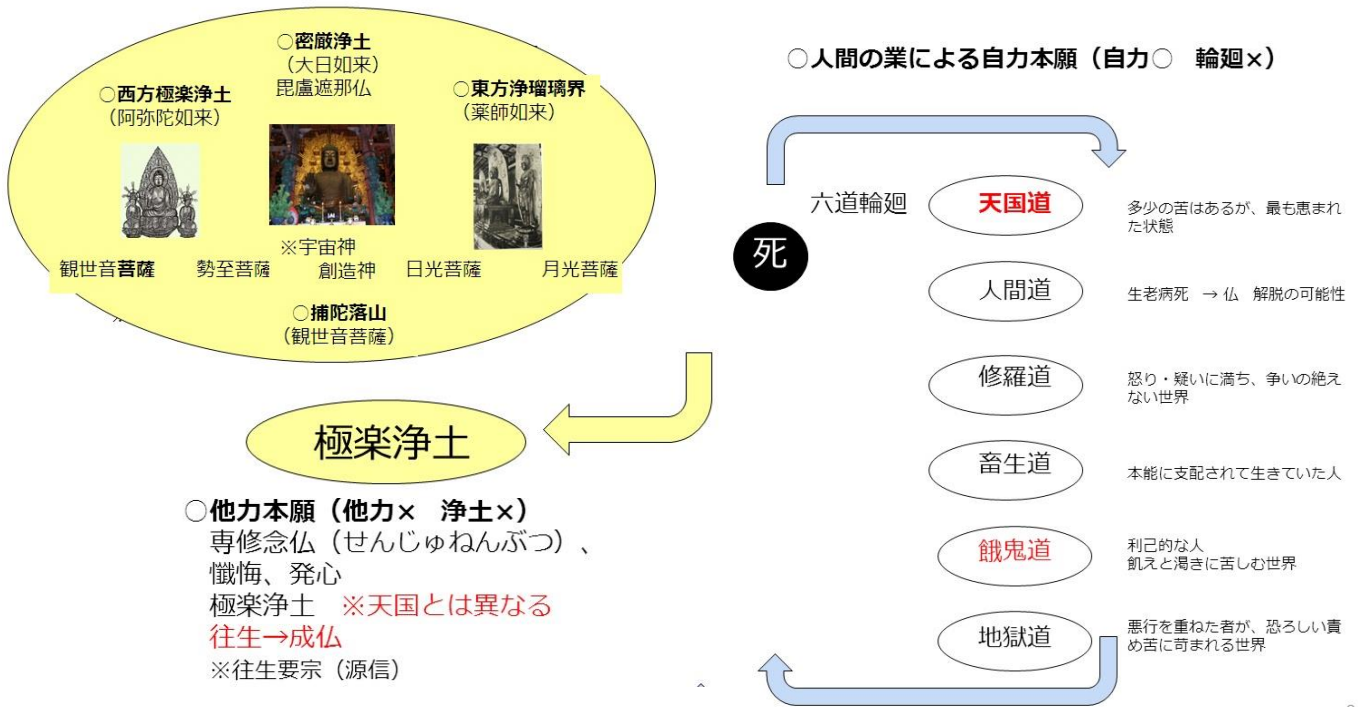 ○密厳浄土
（大日如来）
毘盧遮那仏
○西方極楽浄土
（阿弥陀如来）
○東方浄瑠璃界
（薬師如来）
※宇宙神
創造神
観世音菩薩
勢至菩薩
日光菩薩
月光菩薩
○捕陀落山
（観世音菩薩）
極楽浄土
○他力本願（他力× 浄土×）
専修念仏（せんじゅねんぶつ）、
懺悔、発心
極楽浄土 ※天国とは異なる
往生→成仏
※往生要宗（源信）
○人間の業による自力本願（自力○ 輪廻×）
死
六道輪廻
天国道
多少の苦はあるが、最も恵まれ
た状態
人間道
生老病死 → 仏 解脱の可能性
修羅道
怒り・疑いに満ち、争いの絶え
ない世界
畜生道
本能に支配されて生きていた人
餓鬼道
利己的な人
飢えと渇きに苦しむ世界
地獄道
悪行を重ねた者が、恐ろしい責
め苦に苛まれる世界